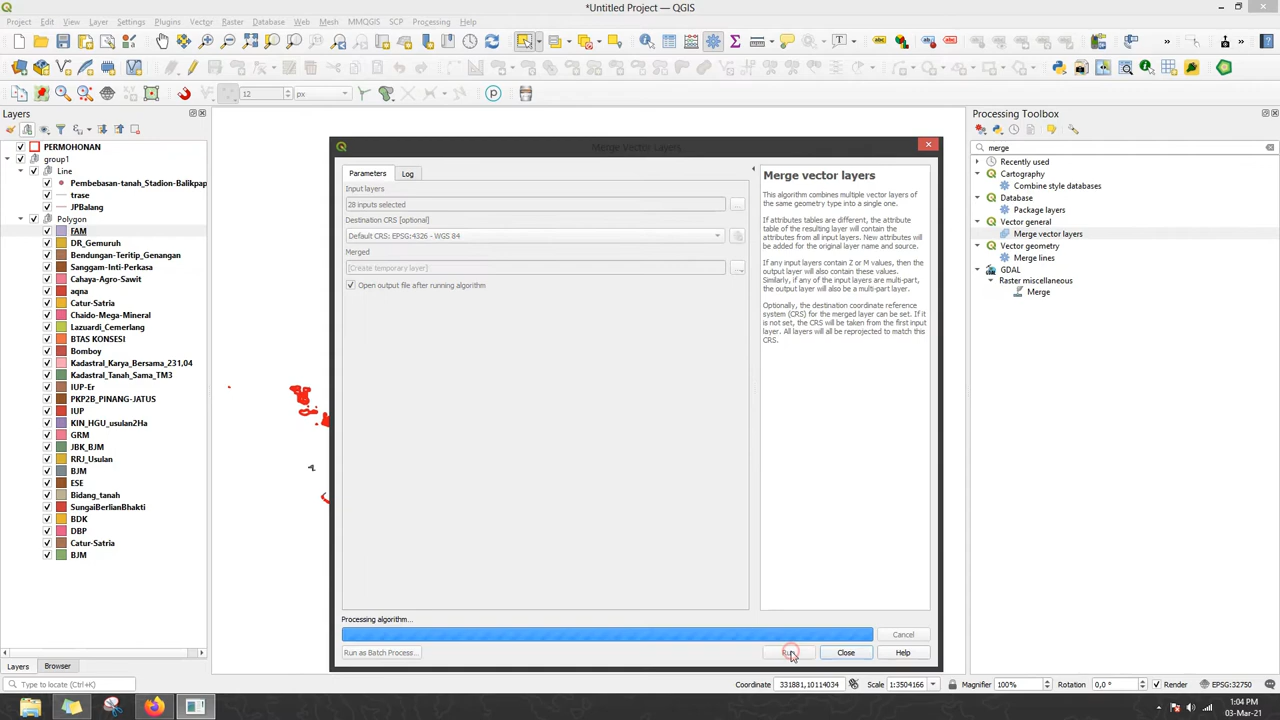 *Untitled Project — QGIS
Project Edit View Layer Settings Plugins Vector Raster Database Web Mesh MMQGIS SCP Processing Help
12 px
Layers
PERMOHONAN
group1
Line
Pembebasan-tanah_Stadion-Balikpap
trase
JPBalang
Polygon
FAM
DR_Gemuruh
Bendungan-Teritip_Genangan
Sanggam-Inti-Perkasa
Cahaya-Agro-Sawit
aqna
Catur-Satria
Chaido-Mega-Mineral
Lazuardi_Cemerlang
BTAS KONSESI
Bomboy
Kadastral_Karya_Bersama_231,04
Kadastral_Tanah_Sama_TM3
IUP-Er
PKP2B_PINANG-JATUS
IUP
KIN_HGU_usulan2Ha
GRM
JBK_BJM
RRJ_Usulan
BJM
ESE
Bidang_tanah
SungaiBerlianBhakti
BDK
DBP
Catur-Satria
BJM
Layers Browser
Merge Vector Layers
Parameters Log
Input layers
28 inputs selected
Destination CRS [optional]
Default CRS: EPSG:4326 - WGS 84
Merged
[Create temporary layer]
Open output file after running algorithm
Merge vector layers
This algorithm combines multiple vector layers of
the same geometry type into a single one.
If attributes tables are different, the attribute
table of the resulting layer will contain the
attributes from all input layers. New attributes will
be added for the original layer name and source.
If any input layers contain Z or M values, then the
output layer will also contain these values.
Similarly, if any of the input layers are multi-part,
the output layer will also be a multi-part layer.
Optionally, the destination coordinate reference
system (CRS) for the merged layer can be set. If it
is not set, the CRS will be taken from the first input
layer. All layers will all be reprojected to match this
CRS.
Processing algorithm...
Cancel
Run as Batch Process...
Run
Close
Help
Processing Toolbox
merge
Recently used
Cartography
Combine style databases
Database
Package layers
Vector general
Merge vector layers
Vector geometry
Merge lines
GDAL
Raster miscellaneous
Merge
Type to locate (Ctrl+K)
Coordinate 331881,10114034 Scale 1:3504166 Magnifier 100% Rotation 0,0 ° Render EPSG:32750
1:04 PM
03-Mar-21